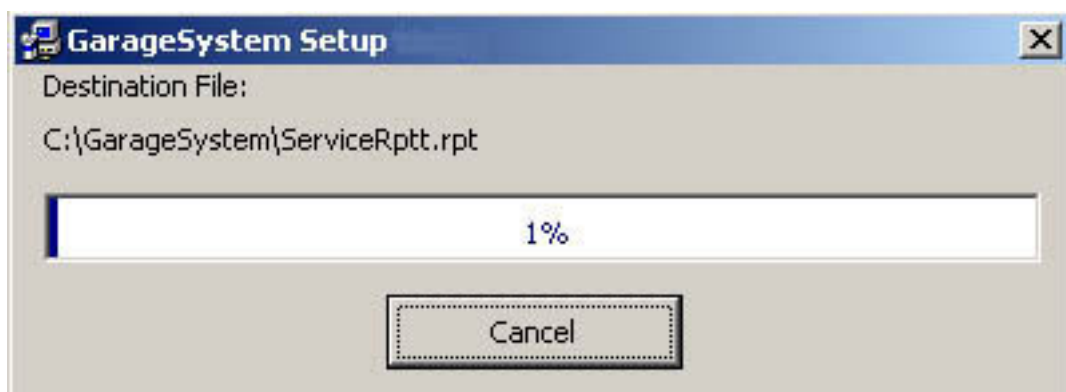 GarageSystem Setup
Destination File:
C:\GarageSystem\ServiceRptt.rpt
1%
Cancel